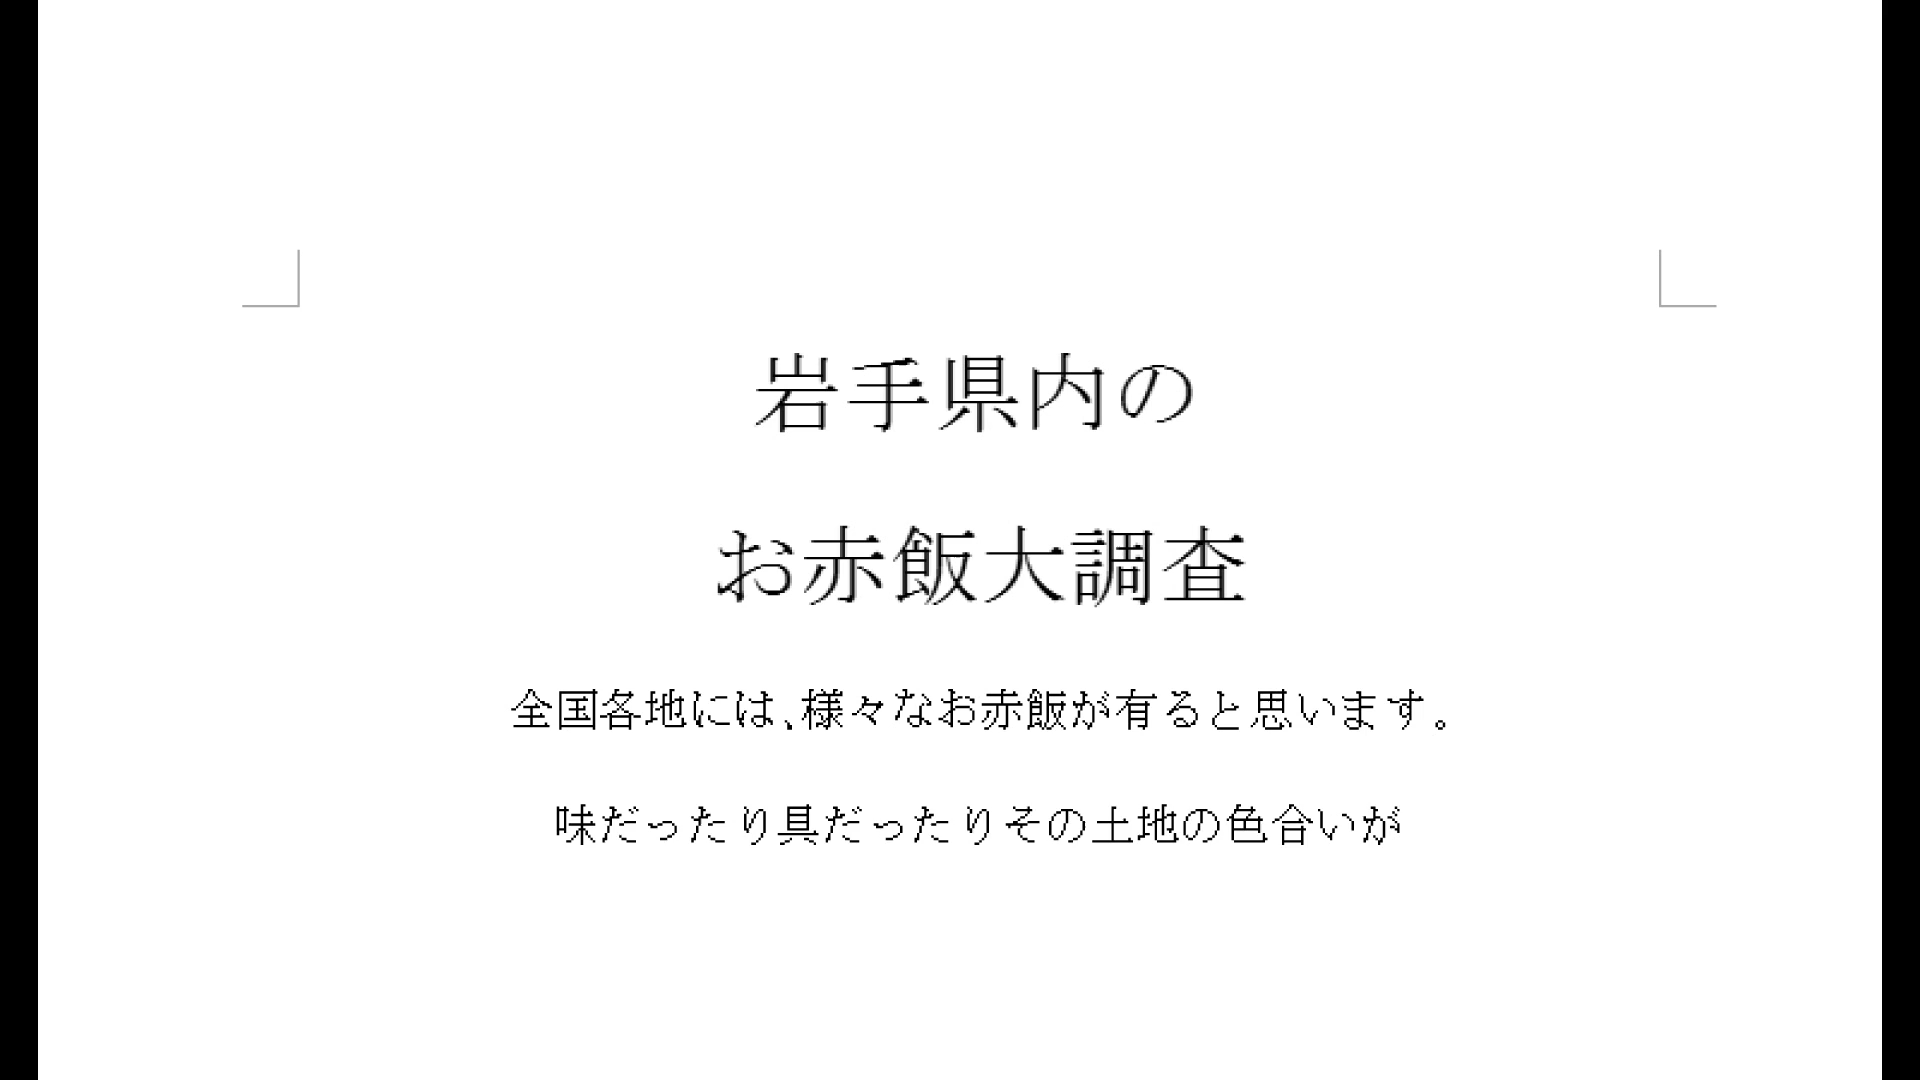 岩手県内の
お赤飯大調査
全国各地には、様々なお赤飯が有ると思います。
味だったり具だったりその土地の色合いが